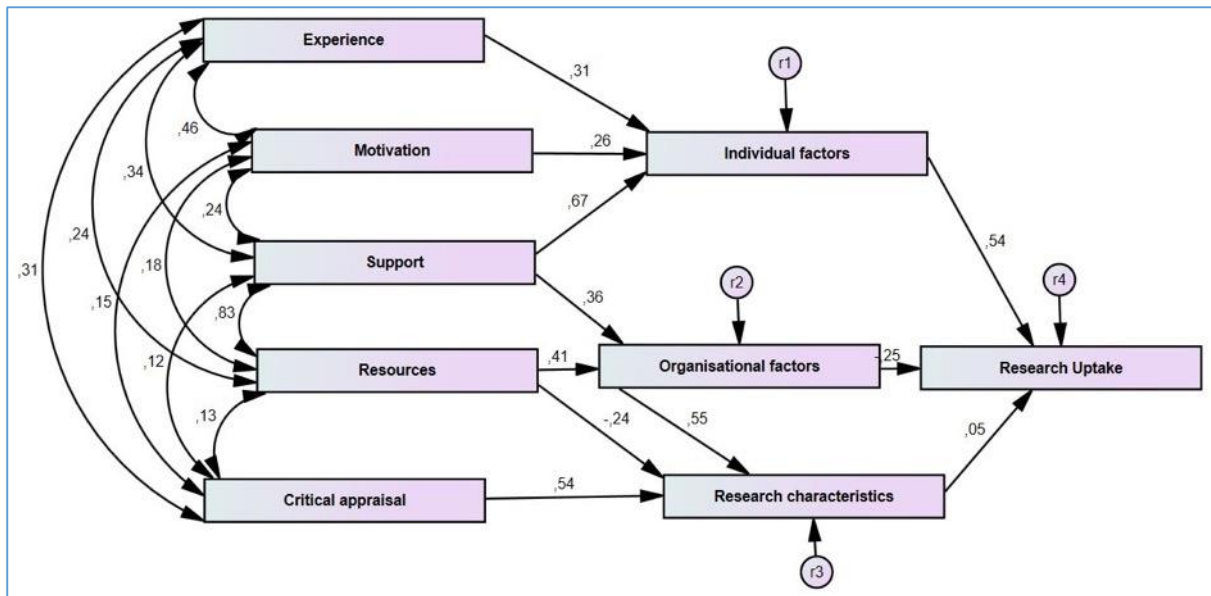 Experience
r1
,31
,46
Motivation
,26
Individual factors
,34
,67
,24
,24
Support
,54
,31
,18
r2
r4
,15
,83
,36
,12
Resources
,41
Organisational factors
-,25
Research Uptake
,13
-,24
,55
,05
Critical appraisal
,54
Research characteristics
r3